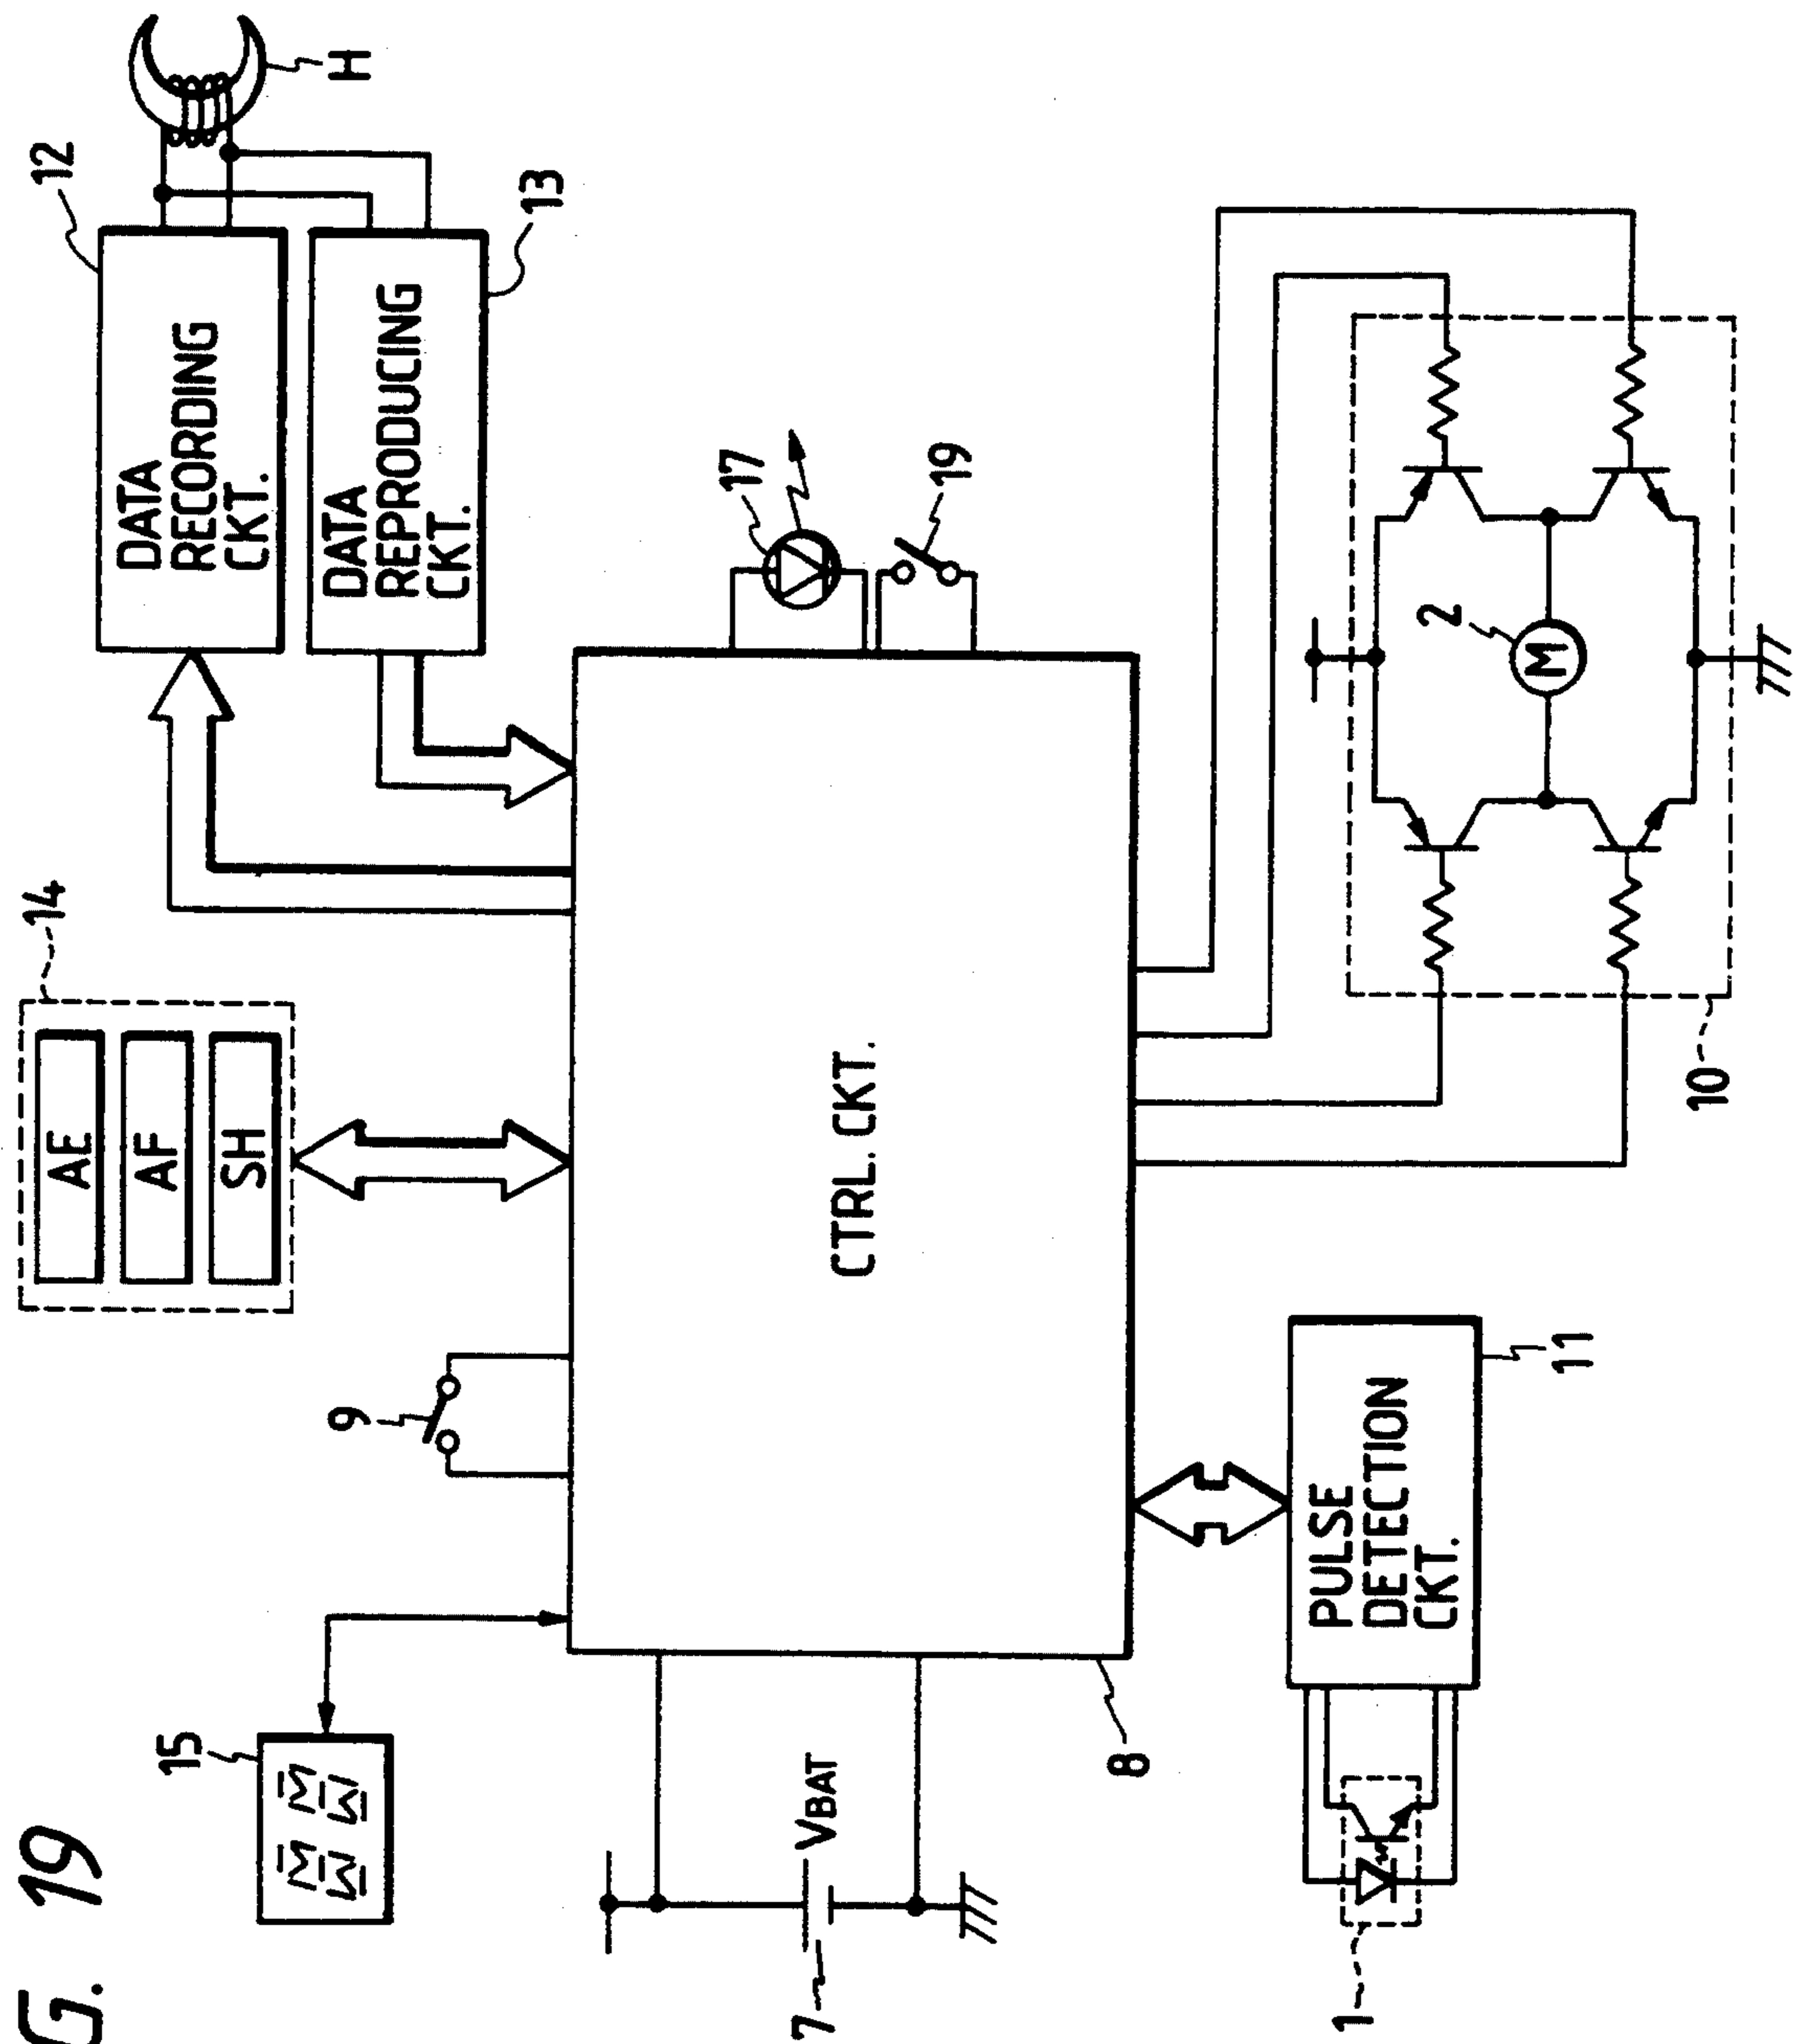 G. 19
15
9
14
AE
AF
SH
12
DATA
RECORDING
CKT.
H
DATA
REPRODUCING
CKT.
13
17
19
7
VBAT
8
CTRL. CKT.
1
PULSE
DETECTION
CKT.
11
10
2
M